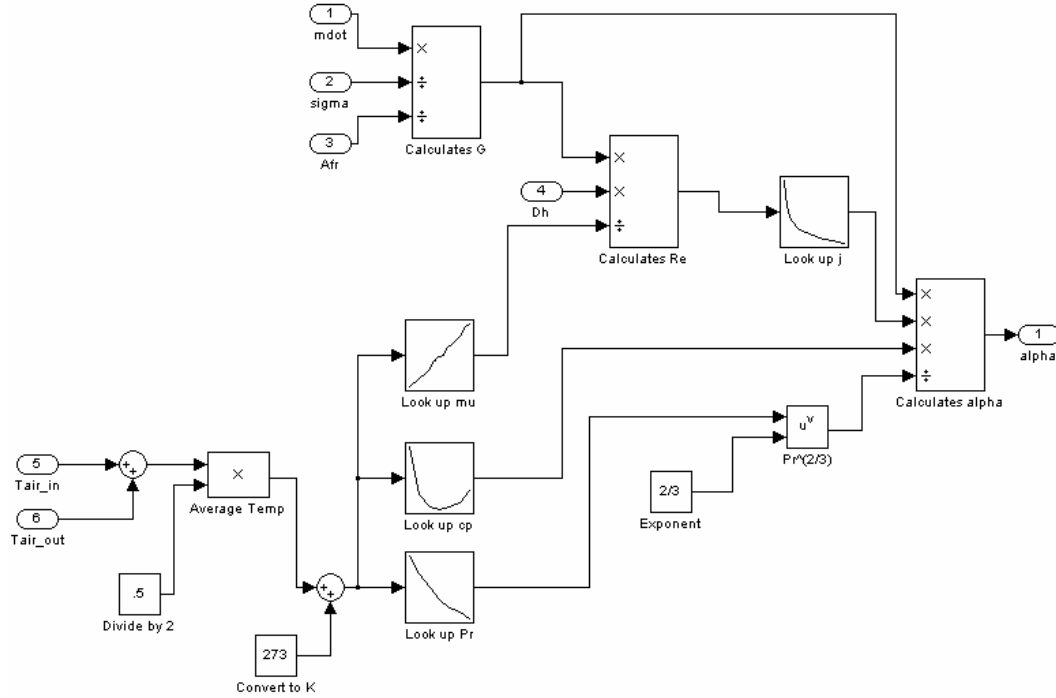 1
mdot
2
sigma
3
Afr
×
÷
÷
Calculates G
4
Dh
×
×
÷
Calculates Re
Look up j
×
×
×
÷
Calculates alpha
1
alpha
Look up mu
Look up cp
Look up Pr
u^v
Pr^(2/3)
2/3
Exponent
5
Tair_in
6
Tair_out
+
+
×
Average Temp
.5
Divide by 2
+
+
273
Convert to K